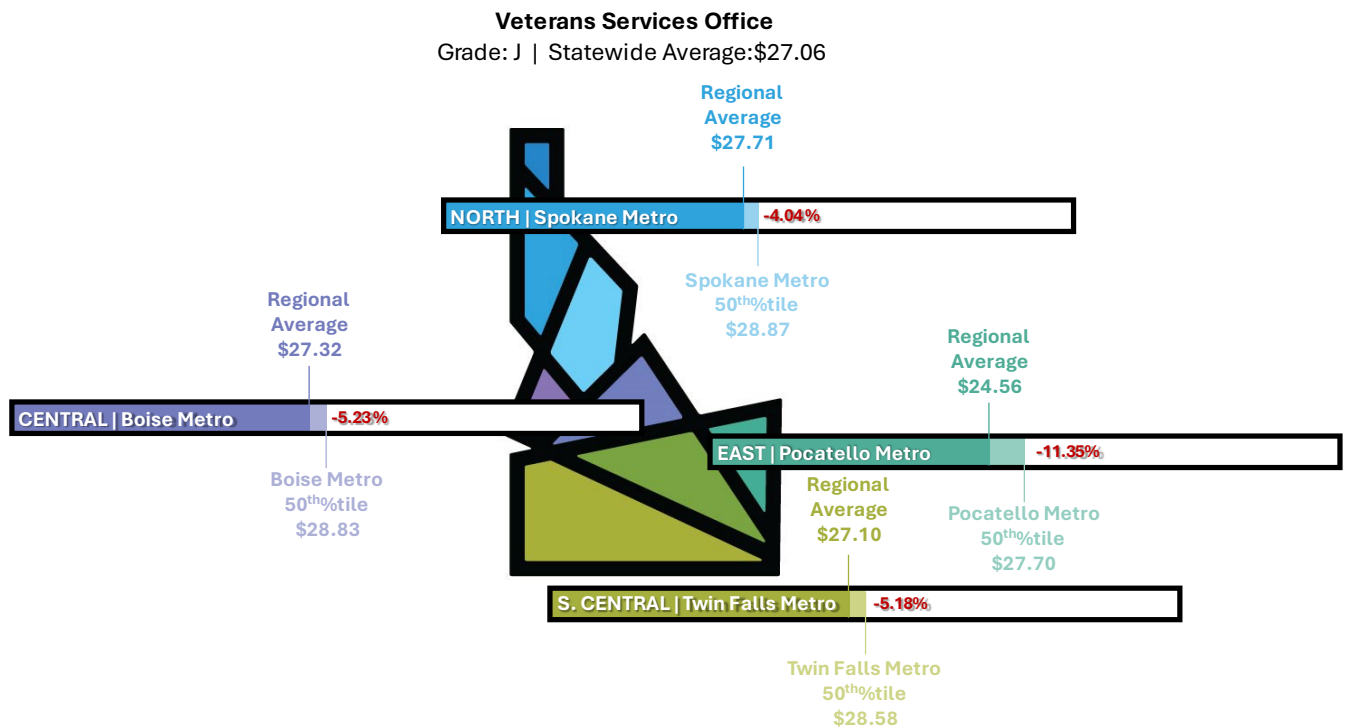 Veterans Services Office
Grade: J | Statewide Average:$27.06
Regional
Average
$27.71
NORTH | Spokane Metro
-4.04%
Spokane Metro
50th%tile
$28.87
Regional
Average
$27.32
CENTRAL | Boise Metro
-5.23%
Boise Metro
50th%tile
$28.83
Regional
Average
$24.56
EAST | Pocatello Metro
-11.35%
Pocatello Metro
50th%tile
$27.70
Regional
Average
$27.10
S. CENTRAL | Twin Falls Metro
-5.18%
Twin Falls Metro
50th%tile
$28.58